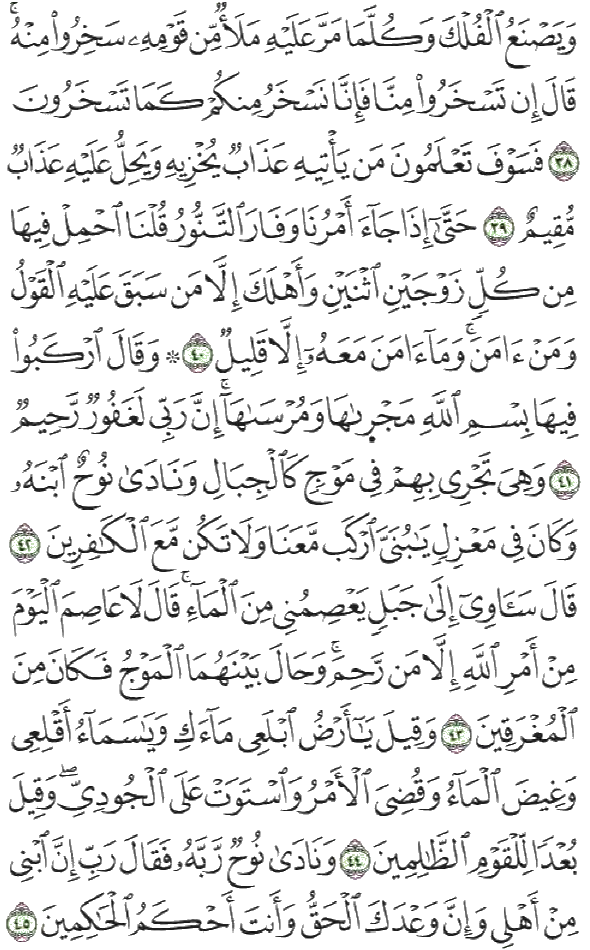 وَيَصۡنَعُ ٱلۡفُلۡكَ وَكُلَّمَا مَرَّ عَلَيۡهِ مَلَأٞ مِّن قَوۡمِهِۦ سَخِرُواْ مِنۡهُۚ
قَالَ إِن تَسۡخَرُواْ مِنَّا فَإِنَّا نَسۡخَرُ مِنكُمۡ كَمَا تَسۡخَرُونَ
٣٨ فَسَوۡفَ تَعۡلَمُونَ مَن يَأۡتِيهِ عَذَابٞ يُخۡزِيهِ وَيَحِلُّ عَلَيۡهِ عَذَابٞ
مُّقِيمٌ ٣٩ حَتَّىٰٓ إِذَا جَآءَ أَمۡرُنَا وَفَارَ ٱلتَّنُّورُ قُلۡنَا ٱحۡمِلۡ فِيهَا
مِن كُلّٖ زَوۡجَيۡنِ ٱثۡنَيۡنِ وَأَهۡلَكَ إِلَّا مَن سَبَقَ عَلَيۡهِ ٱلۡقَوۡلُ
وَمَنۡ ءَامَنَۚ وَمَآ ءَامَنَ مَعَهُۥٓ إِلَّا قَلِيلٞ ٤٠ ۞ وَقَالَ ٱرۡكَبُواْ
فِيهَا بِسۡمِ ٱللَّهِ مَجۡرٜىٰهَا وَمُرۡسَىٰهَآۚ إِنَّ رَبِّي لَغَفُورٞ رَّحِيمٞ
٤١ وَهِيَ تَجۡرِي بِهِمۡ فِي مَوۡجٖ كَٱلۡجِبَالِ وَنَادَىٰ نُوحٌ ٱبۡنَهُۥ
وَكَانَ فِي مَعۡزِلٖ يَٰبُنَيَّ ٱرۡكَب مَّعَنَا وَلَا تَكُن مَّعَ ٱلۡكَٰفِرِينَ ٤٢
قَالَ سَـَٔاوِيٓ إِلَىٰ جَبَلٖ يَعۡصِمُنِي مِنَ ٱلۡمَآءِۚ قَالَ لَا عَاصِمَ ٱلۡيَوۡمَ
مِنۡ أَمۡرِ ٱللَّهِ إِلَّا مَن رَّحِمَۚ وَحَالَ بَيۡنَهُمَا ٱلۡمَوۡجُ فَكَانَ مِنَ
ٱلۡمُغۡرَقِينَ ٤٣ وَقِيلَ يَٰٓأَرۡضُ ٱبۡلَعِي مَآءَكِ وَيَٰسَمَآءُ أَقۡلِعِي
وَغِيضَ ٱلۡمَآءُ وَقُضِيَ ٱلۡأَمۡرُ وَٱسۡتَوَتۡ عَلَى ٱلۡجُودِيِّۖ وَقِيلَ
بُعۡدٗا لِّلۡقَوۡمِ ٱلظَّٰلِمِينَ ٤٤ وَنَادَىٰ نُوحٞ رَّبَّهُۥ فَقَالَ رَبِّ إِنَّ ٱبۡنِي
مِنۡ أَهۡلِي وَإِنَّ وَعۡدَكَ ٱلۡحَقُّ وَأَنتَ أَحۡكَمُ ٱلۡحَٰكِمِينَ ٤٥